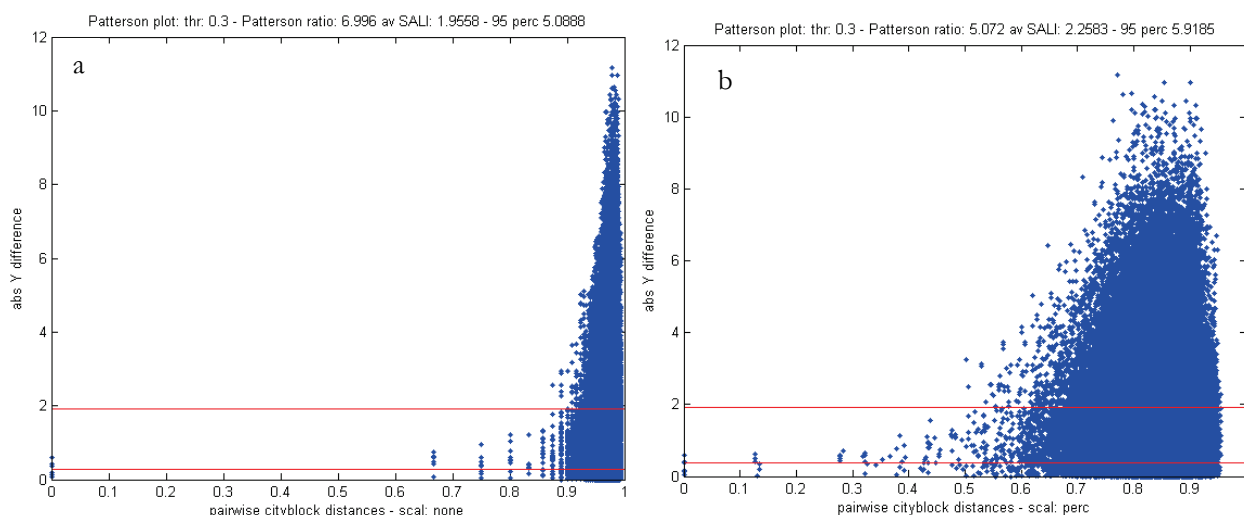 Patterson plot: thr: 0.3 - Patterson ratio: 6.996 av SALI: 1.9558 - 95 perc 5.0888
a
12
10
8
6
4
2
0
abs Y difference
0 0.1 0.2 0.3 0.4 0.5 0.6 0.7 0.8 0.9 1
pairwise cityblock distances - scal: none
Patterson plot: thr: 0.3 - Patterson ratio: 5.072 av SALI: 2.2583 - 95 perc 5.9185
b
12
10
8
6
4
2
0
abs Y difference
0 0.1 0.2 0.3 0.4 0.5 0.6 0.7 0.8 0.9
pairwise cityblock distances - scal: perc